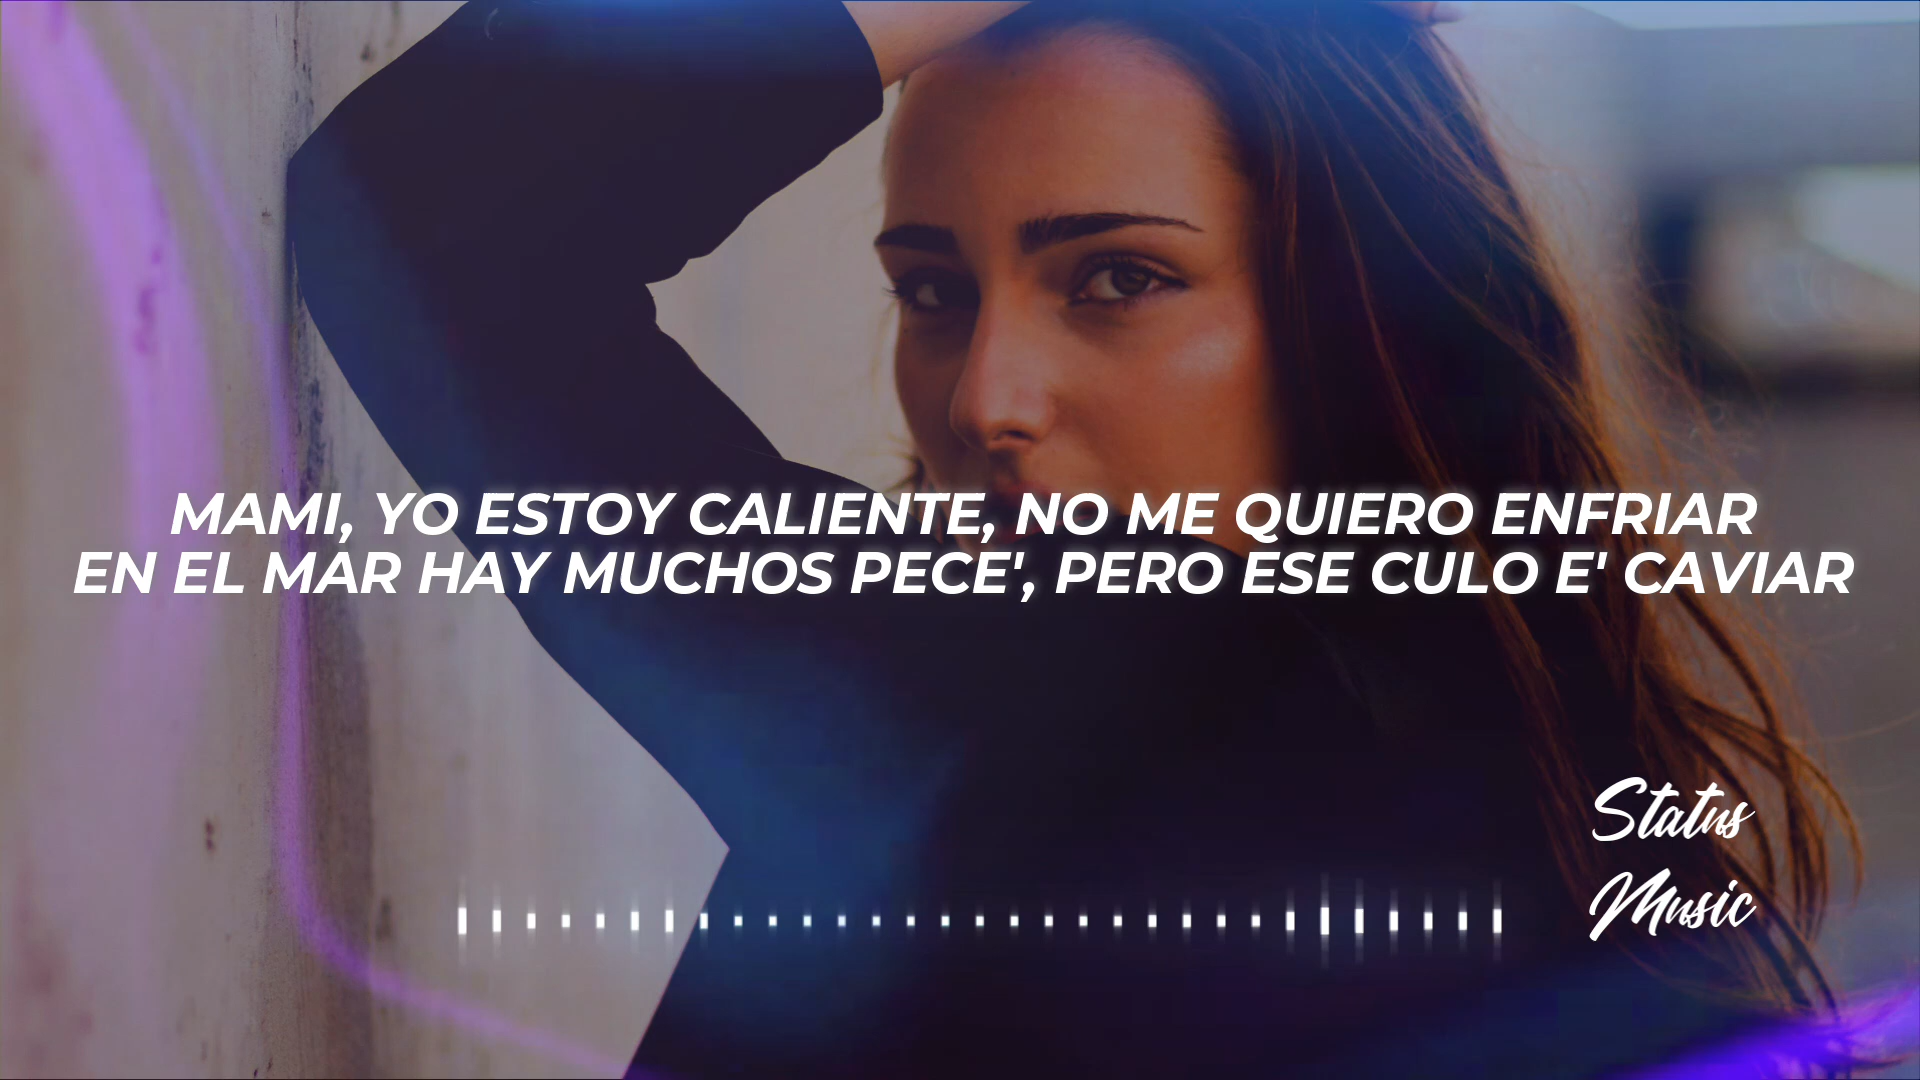 MAMI, YO ESTOY CALIENTE, NO ME QUIERO ENFRIAR
EN EL MAR HAY MUCHOS PECE', PERO ESE CULO E' CAVIAR
Status
Music